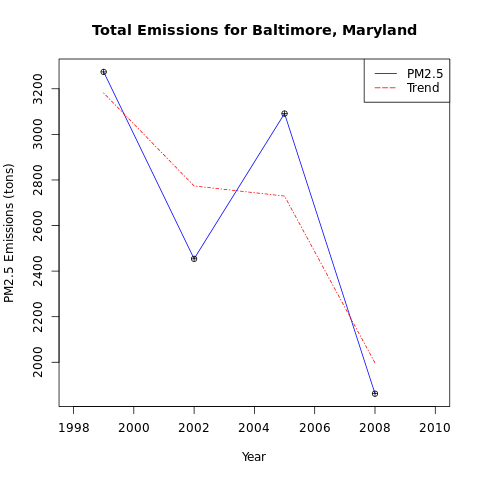 Total Emissions for Baltimore, Maryland
PM2.5
Trend
PM2.5 Emissions (tons)
3200
3000
2800
2600
2400
2200
2000
1998 2000 2002 2004 2006 2008 2010
Year